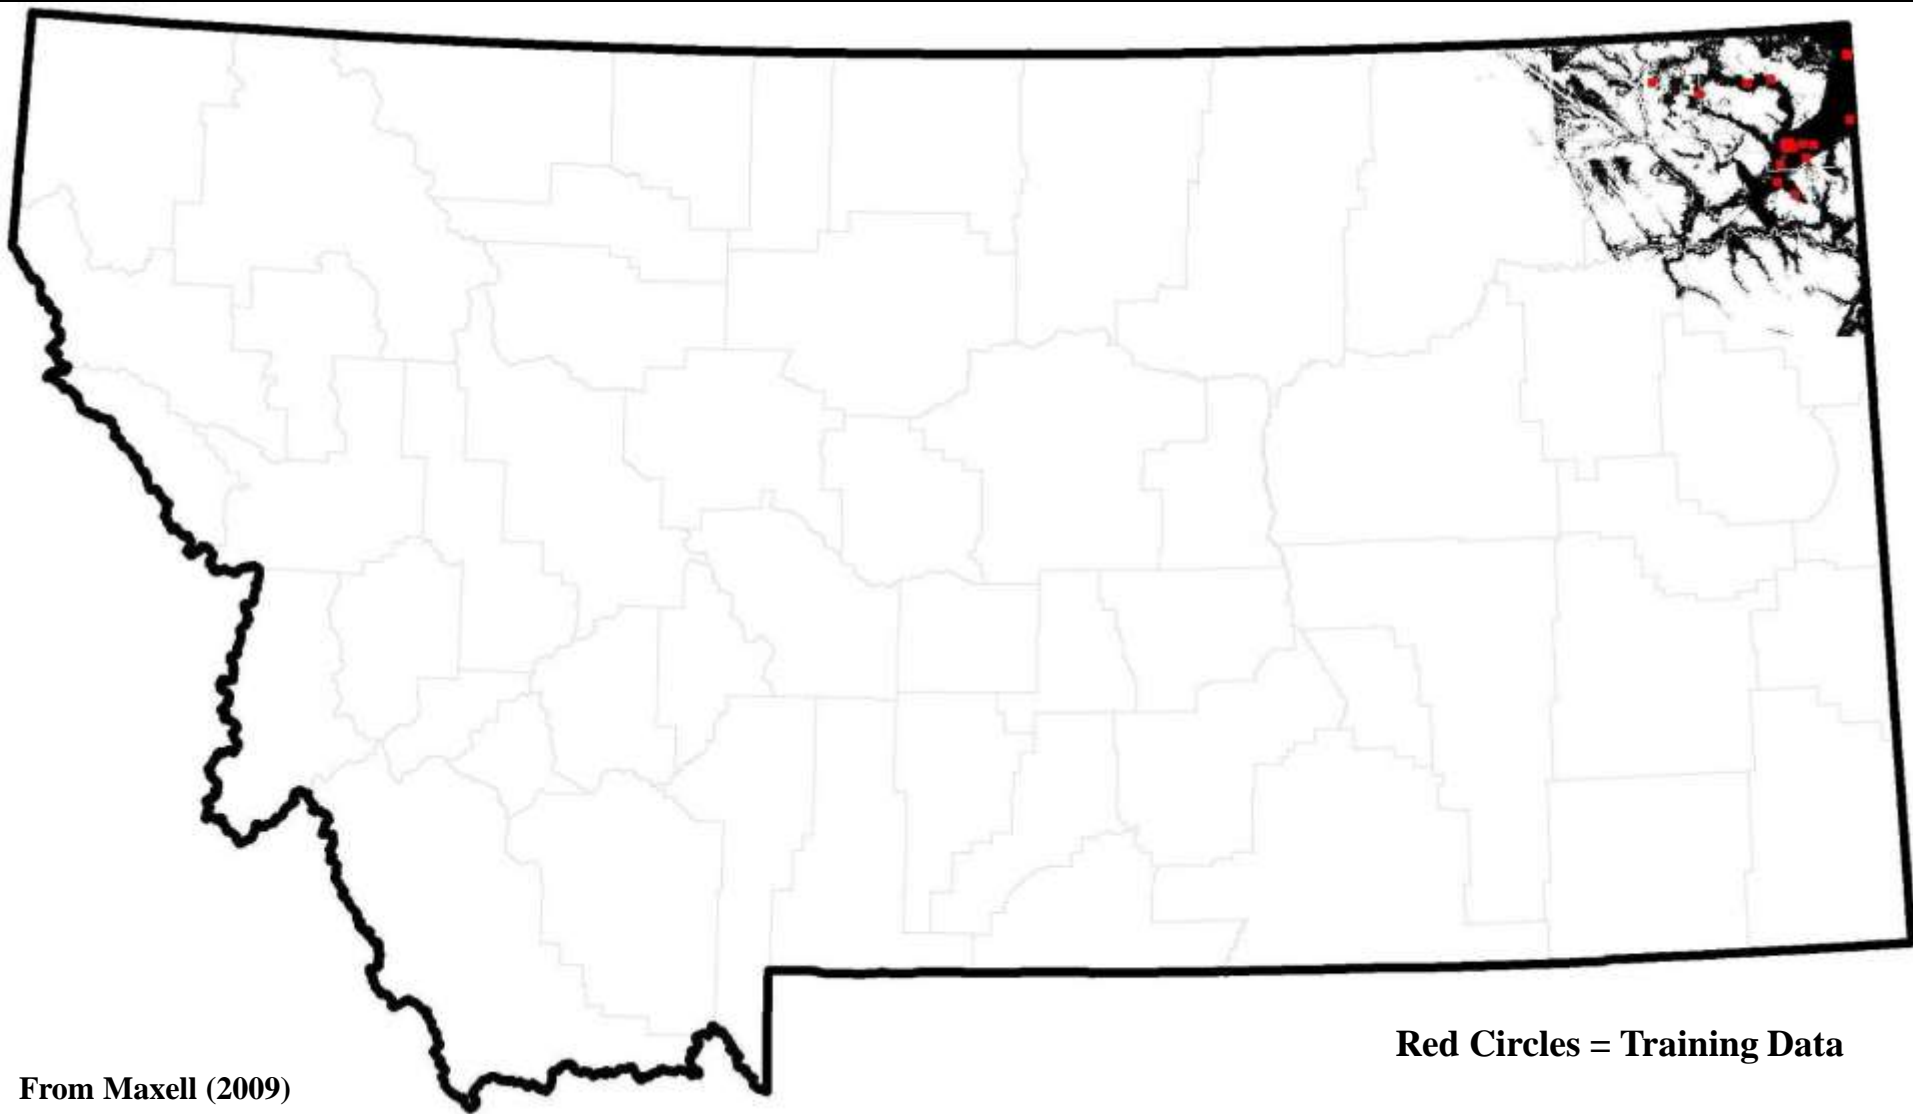 Red Circles = Training Data
From Maxell (2009)